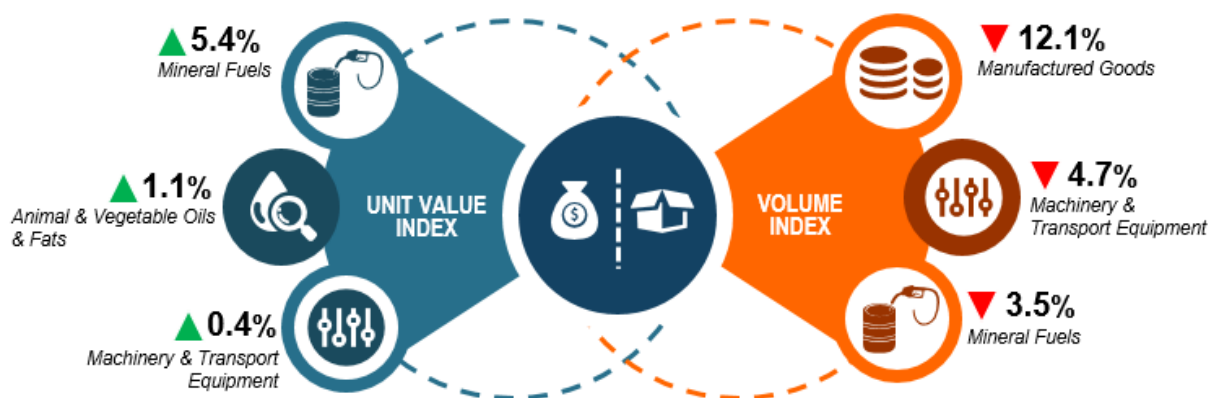 ▲5.4%
Mineral Fuels
▲1.1%
Animal & Vegetable Oils
& Fats
▲0.4%
Machinery & Transport
Equipment
UNIT VALUE
INDEX
$
VOLUME
INDEX
▼ 12.1%
Manufactured Goods
▼ 4.7%
Machinery &
Transport Equipment
▼ 3.5%
Mineral Fuels